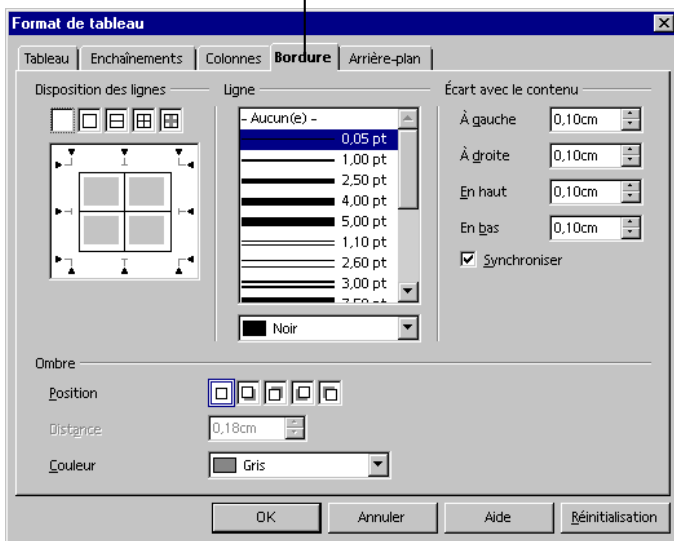 Format de tableau
Tableau Enchaînements Colonnes Bordure Arrière-plan
Disposition des lignes Ligne Écart avec le contenu
- Aucun(e) -
0,05 pt
1,00 pt
2,50 pt
4,00 pt
5,00 pt
1,10 pt
2,60 pt
3,00 pt
7,50 pt
Noir
À gauche 0,10cm
À droite 0,10cm
En haut 0,10cm
En bas 0,10cm
Synchroniser
Ombre
Position
Distance 0,18cm
Couleur Gris
OK Annuler Aide Réinitialisation